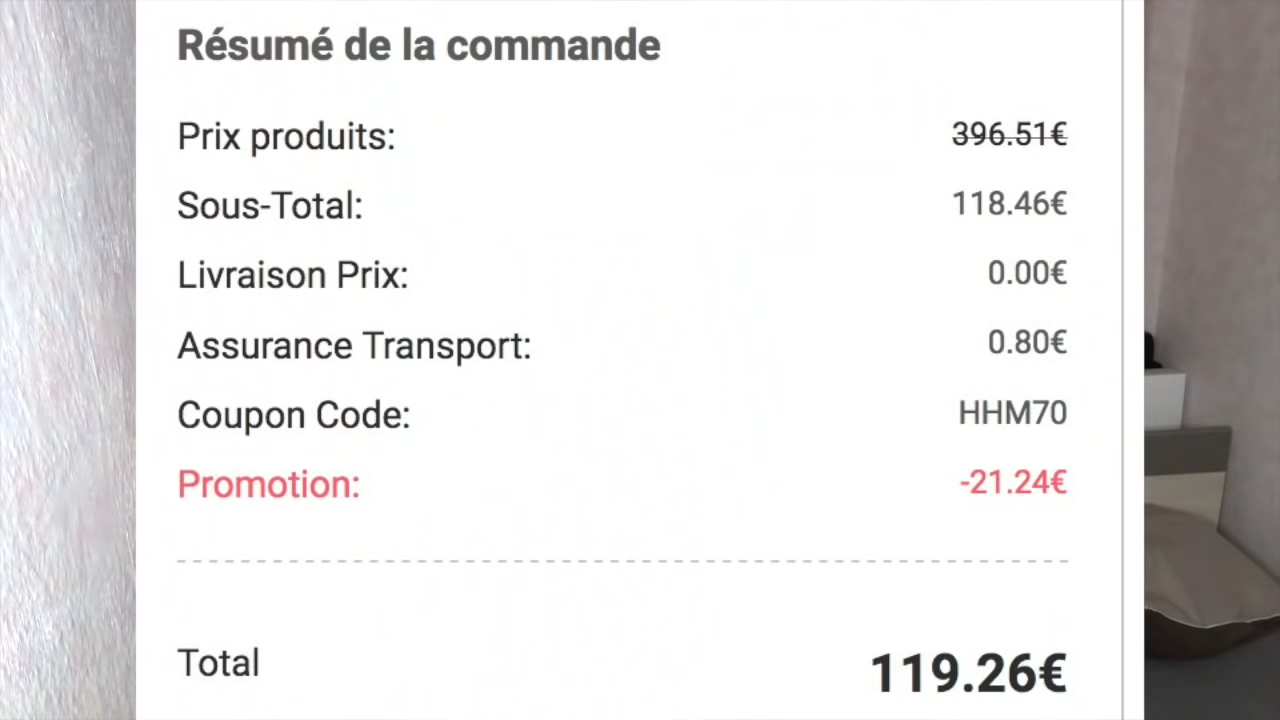 Résumé de la commande
Prix produits: 396.51€
Sous-Total: 118.46€
Livraison Prix: 0.00€
Assurance Transport: 0.80€
Coupon Code: HHM70
Promotion: -21.24€
Total 119.26€